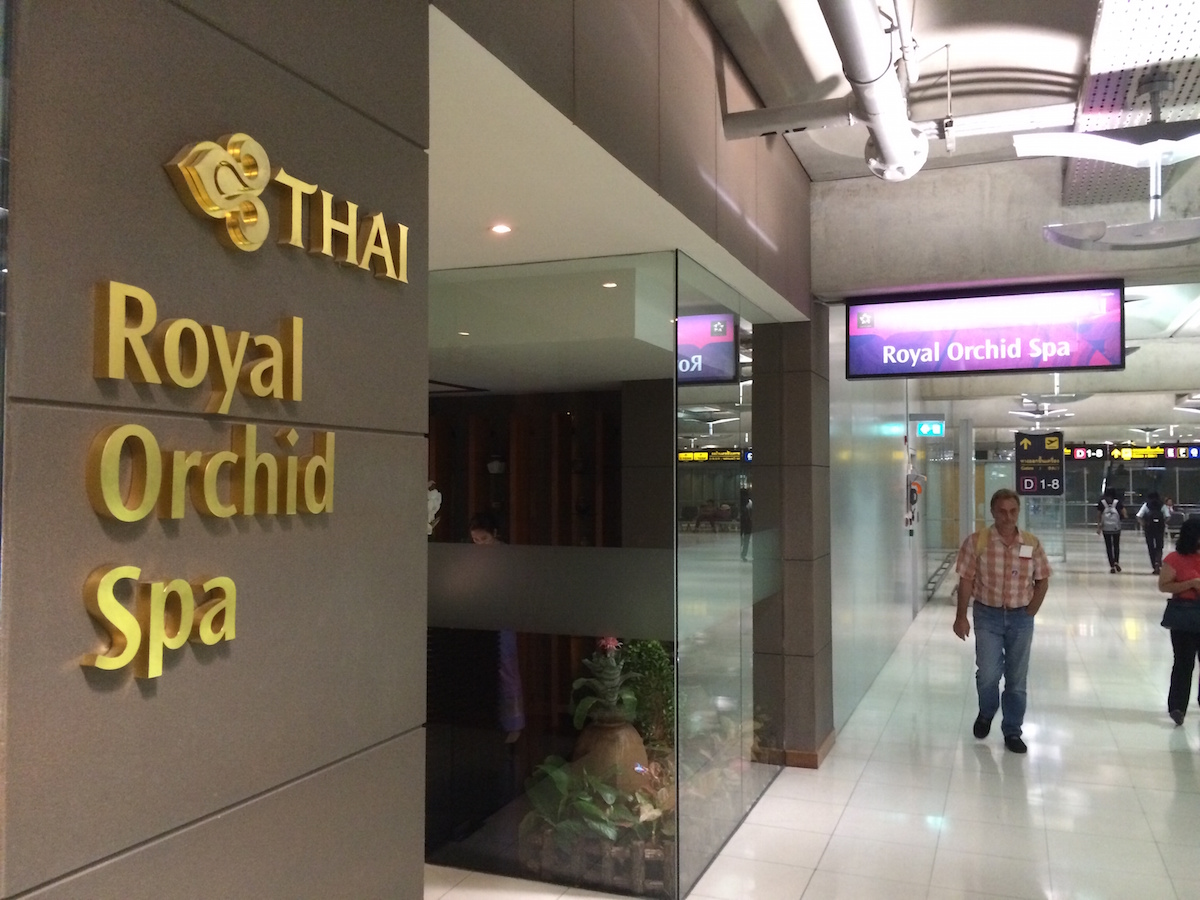 THAI
Royal
Orchid
Spa
Royal Orchid Spa
D 1-8
D 1-8